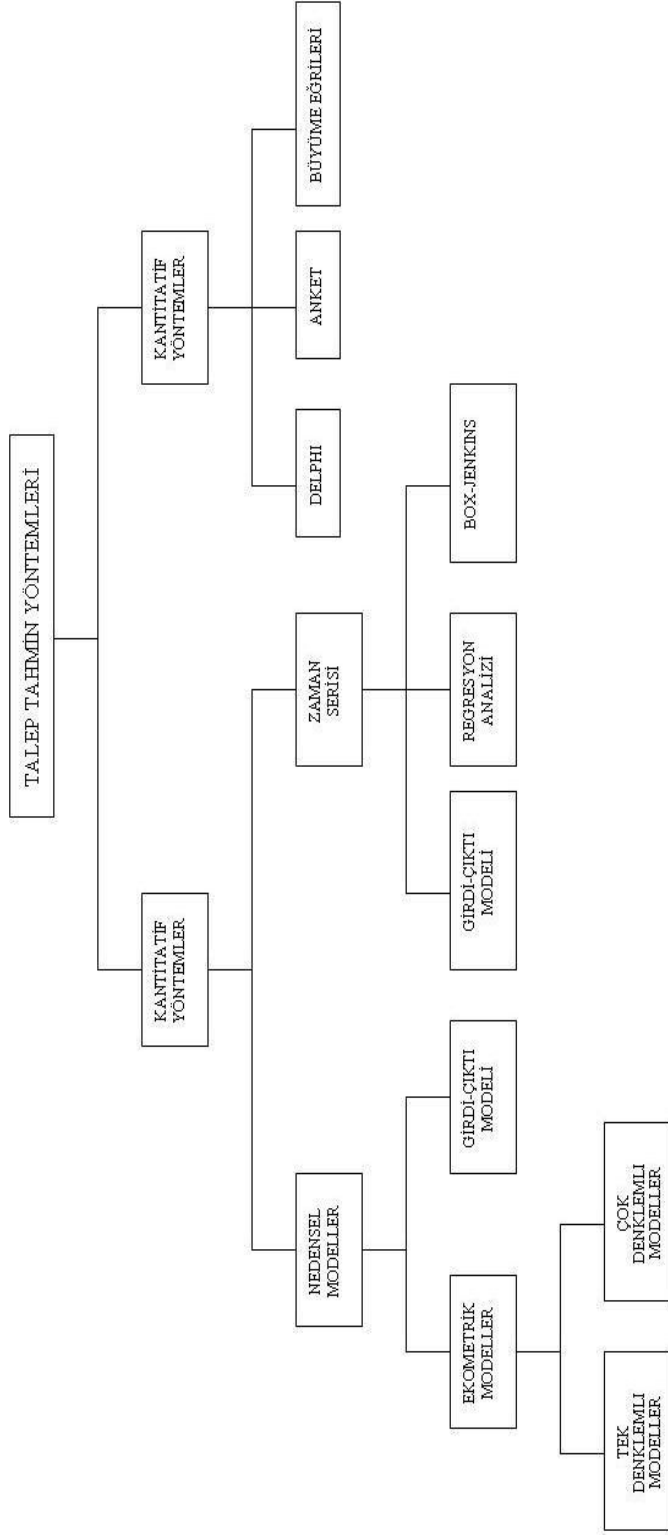 TALEP TAHMİN YÖNTEMLERİ
KANTİTATİF
YÖNTEMLER
KANTİTATİF
YÖNTEMLER
NEDENSEL
MODELLER
ZAMAN
SERİSİ
DELPHI
ANKET
BÜYÜME EĞRİLERİ
EKOMETRİK
MODELLER
GİRDİ-ÇIKTI
MODELİ
GİRDİ-ÇIKTI
MODELİ
REGRESYON
ANALİZİ
BOX-JENKINS
TEK
DENKLEMLİ
MODELLER
ÇOK
DENKLEMLİ
MODELLER